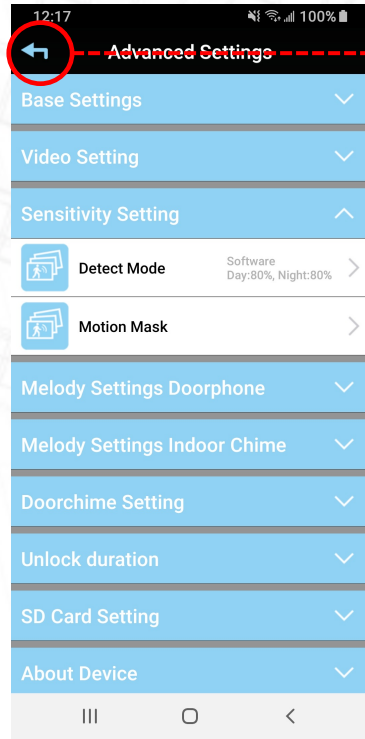 12:17 100%
Advanced Settings
Base Settings
Video Setting
Sensitivity Setting
Detect Mode Software
Day:80%, Night:80%
Motion Mask
Melody Settings Doorphone
Melody Settings Indoor Chime
Doorchime Setting
Unlock duration
SD Card Setting
About Device